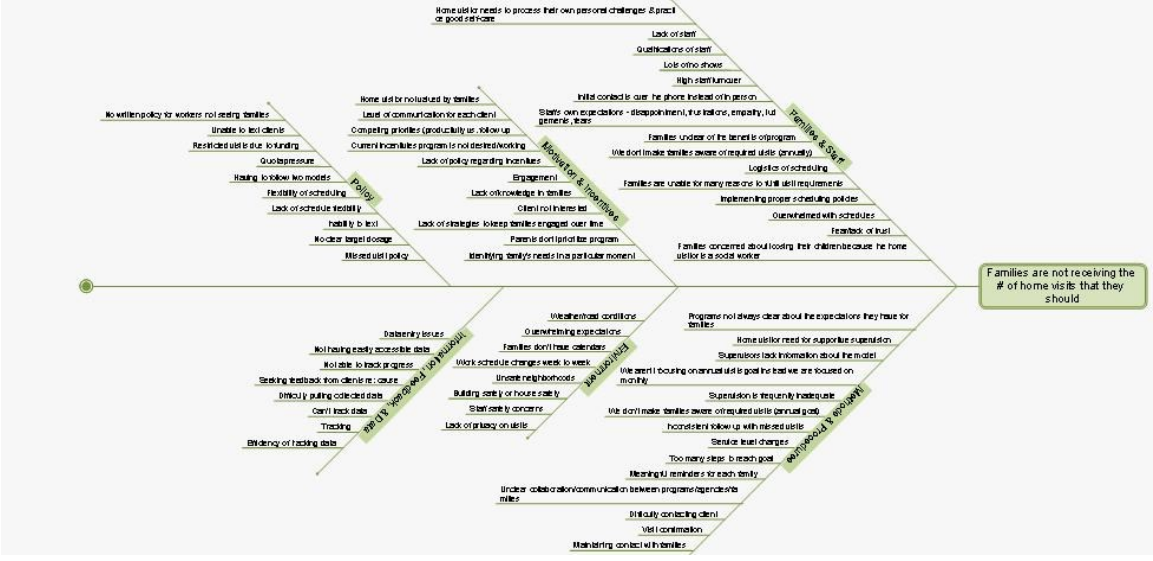 Home visitor needs to process their own personal challenges & practi
ce good self-care
Lack of staff
Qualifications of staff
Lots of no shows
High staff turnover
Initial contact is over the phone instead of in person
Staff's own expectations - disappointment, frustrations, empathy, jud
gements, fears
Families unclear of the benefits of program
We don't make families aware of required visits (annually)
Logistics of scheduling
Families are unable for many reasons to fulfill visit requirements
Implementing proper scheduling policies
Overwhelmed with schedules
Fear/lack of trust
Families concerned about loosing their children because the home
visitor is a social worker
Families & Staff
Home visitor not valued by families
Level of communication for each client
Competing priorities (productivity vs. follow up
Current incentives program is not desired/working
Lack of policy regarding incentives
Engagement
Lack of knowledge in families
Client not interested
Lack of strategies to keep families engaged over time
Parents don't prioritize program
Identifying family's needs in a particular moment
Motivation & Incentives
No written policy for workers not seeing families
Unable to text clients
Restricted visits due to funding
Quota pressure
Having to follow two models
Flexibility of scheduling
Lack of schedule flexibility
Inability to text
No clear target dosage
Missed visit policy
Policy
Families are not receiving the
# of home visits that they
should
Data entry issues
Not having easily accessible data
Not able to track progress
Seeking feedback from clients re: cause
Difficulty pulling collected data
Can't track data
Tracking
Efficiency of tracking data
Information, Feedback, & Data
Weather/road conditions
Overwhelming expectations
Families don't have calendars
Work schedule changes week to week
Unsafe neighborhoods
Building safety or house safety
Staff safety concerns
Lack of privacy on visits
Environment
Programs not always clear about the expectations they have for
families
Home visitor need for supportive supervision
Supervisors lack information about the model
We aren't focusing on annual visit goal instead we are focused on
monthly
Supervision is frequently inadequate
We don't make families aware of required visits (annual goal)
Inconsistent follow up with missed visits
Service level charges
Too many steps to reach goal
Meaningful reminders for each family
Unclear collaboration/communication between programs/agencies/fa
milies
Difficulty contacting client
Visit confirmation
Maintaining contact with families
Methods & Procedures